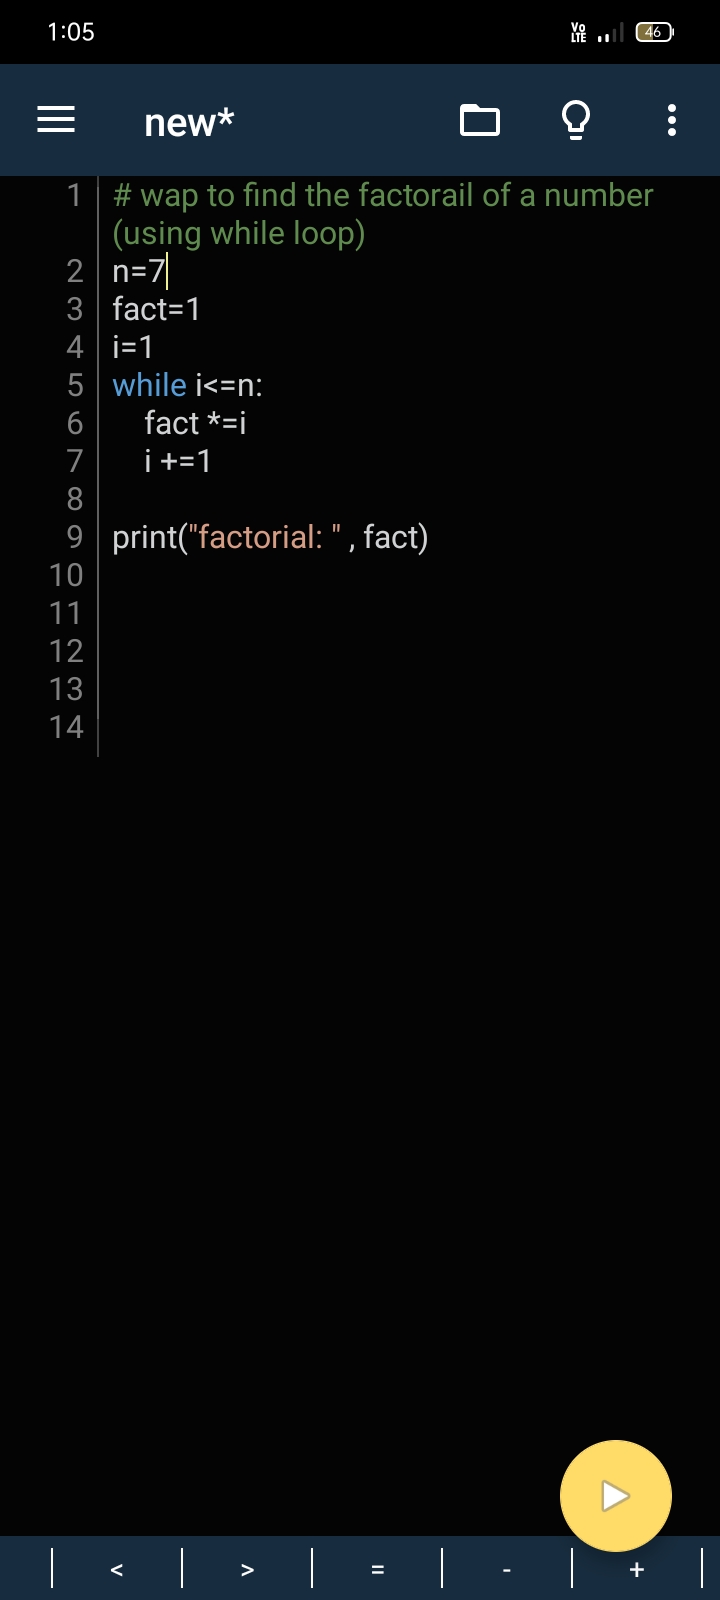 1:05
Vo LTE
46
new*
1 # wap to find the factorail of a number
(using while loop)
2 n=7
3 fact=1
4 i=1
5 while i<=n:
6     fact *=i
7     i +=1
8
9 print("factorial: " , fact)
10
11
12
13
14
< > = - +